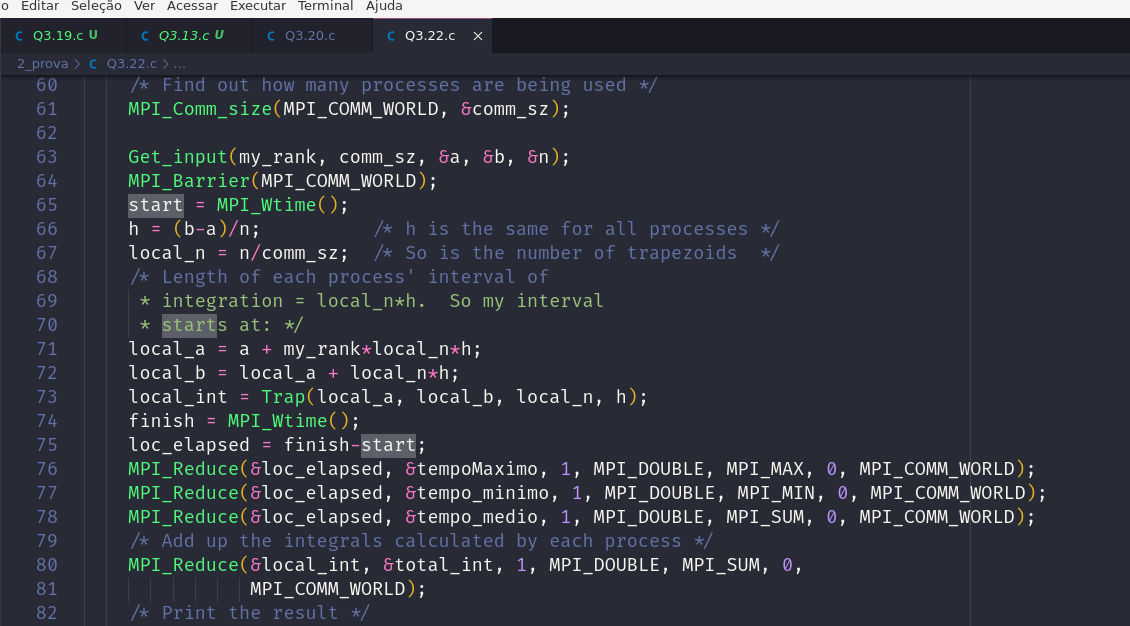 o Editar Seleção Ver Acessar Executar Terminal Ajuda
C Q3.19.c U C Q3.13.c U C Q3.20.c C Q3.22.c ×
2_prova > C Q3.22.c > ...
60 /* Find out how many processes are being used */
61 MPI_Comm_size(MPI_COMM_WORLD, &comm_sz);
62
63 Get_input(my_rank, comm_sz, &a, &b, &n);
64 MPI_Barrier(MPI_COMM_WORLD);
65 start = MPI_Wtime();
66 h = (b-a)/n;          /* h is the same for all processes */
67 local_n = n/comm_sz;  /* So is the number of trapezoids  */
68 /* Length of each process' interval of
69  * integration = local_n*h.  So my interval
70  * starts at: */
71 local_a = a + my_rank*local_n*h;
72 local_b = local_a + local_n*h;
73 local_int = Trap(local_a, local_b, local_n, h);
74 finish = MPI_Wtime();
75 loc_elapsed = finish-start;
76 MPI_Reduce(&loc_elapsed, &tempoMaximo, 1, MPI_DOUBLE, MPI_MAX, 0, MPI_COMM_WORLD);
77 MPI_Reduce(&loc_elapsed, &tempo_minimo, 1, MPI_DOUBLE, MPI_MIN, 0, MPI_COMM_WORLD);
78 MPI_Reduce(&loc_elapsed, &tempo_medio, 1, MPI_DOUBLE, MPI_SUM, 0, MPI_COMM_WORLD);
79 /* Add up the integrals calculated by each process */
80 MPI_Reduce(&local_int, &total_int, 1, MPI_DOUBLE, MPI_SUM, 0,
81            MPI_COMM_WORLD);
82 /* Print the result */